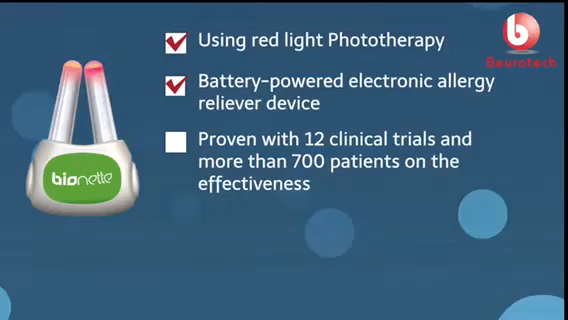 Using red light Phototherapy
Battery-powered electronic allergy
reliever device
Proven with 12 clinical trials and
more than 700 patients on the
effectiveness
bionette
b
Beurotech